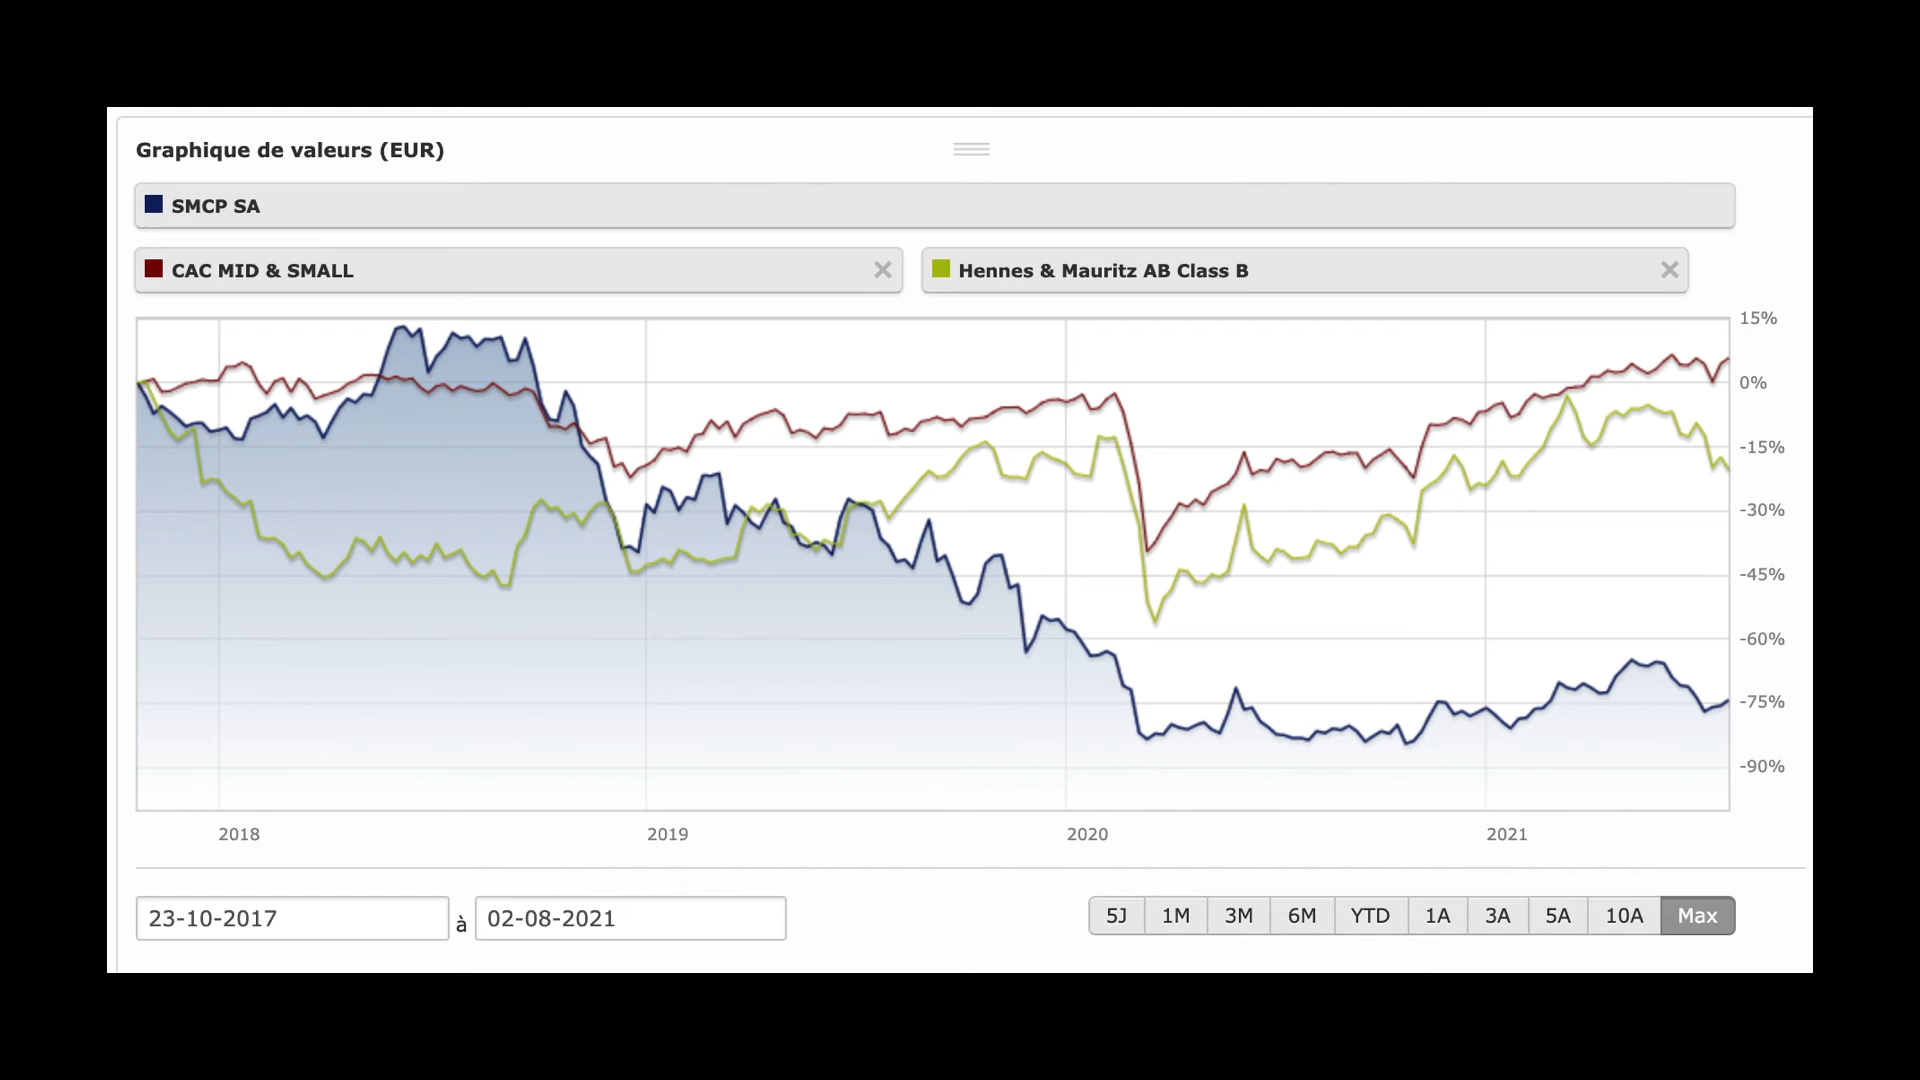 Graphique de valeurs (EUR)
SMCP SA
CAC MID & SMALL
Hennes & Mauritz AB Class B
15%
0%
-15%
-30%
-45%
-60%
-75%
-90%
2018 2019 2020 2021
23-10-2017 à 02-08-2021
5J 1M 3M 6M YTD 1A 3A 5A 10A Max